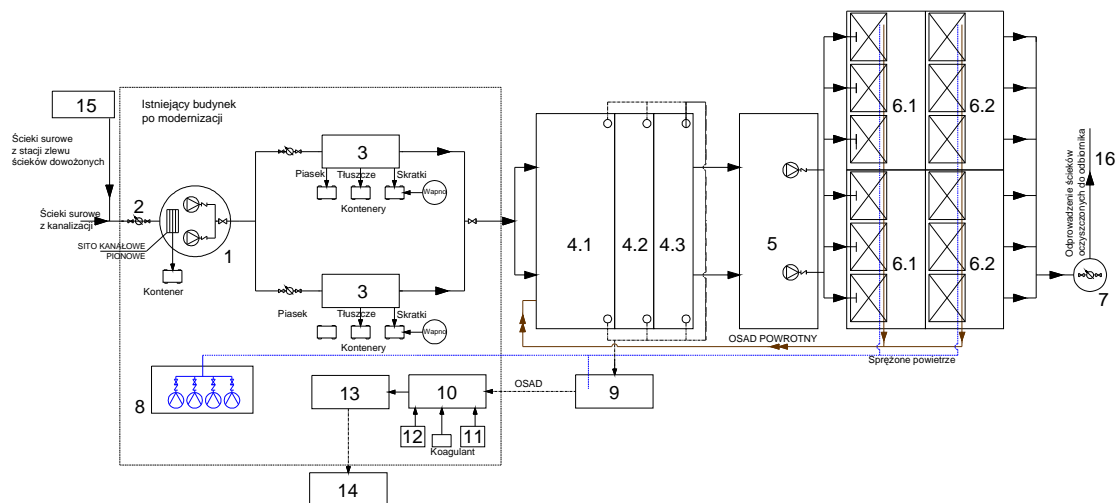 15
Ścieki surowe
z stacji zlewu
ścieków dowożonych
Ścieki surowe
z kanalizacji
2
SITO KANAŁOWE
PIONOWE
1
Kontener
Istniejący budynek
po modernizacji
3
Piasek
Tłuszcze
Skratki
Wapno
Kontenery
3
Piasek
Tłuszcze
Skratki
Wapno
Kontenery
4.1
4.2
4.3
5
6.1
6.2
6.1
6.2
Odprowadzenie ścieków
oczyszczonych do odbiornika
16
7
OSAD POWROTNY
Sprężone powietrze
8
13
10
OSAD
9
12
11
Koagulant
14